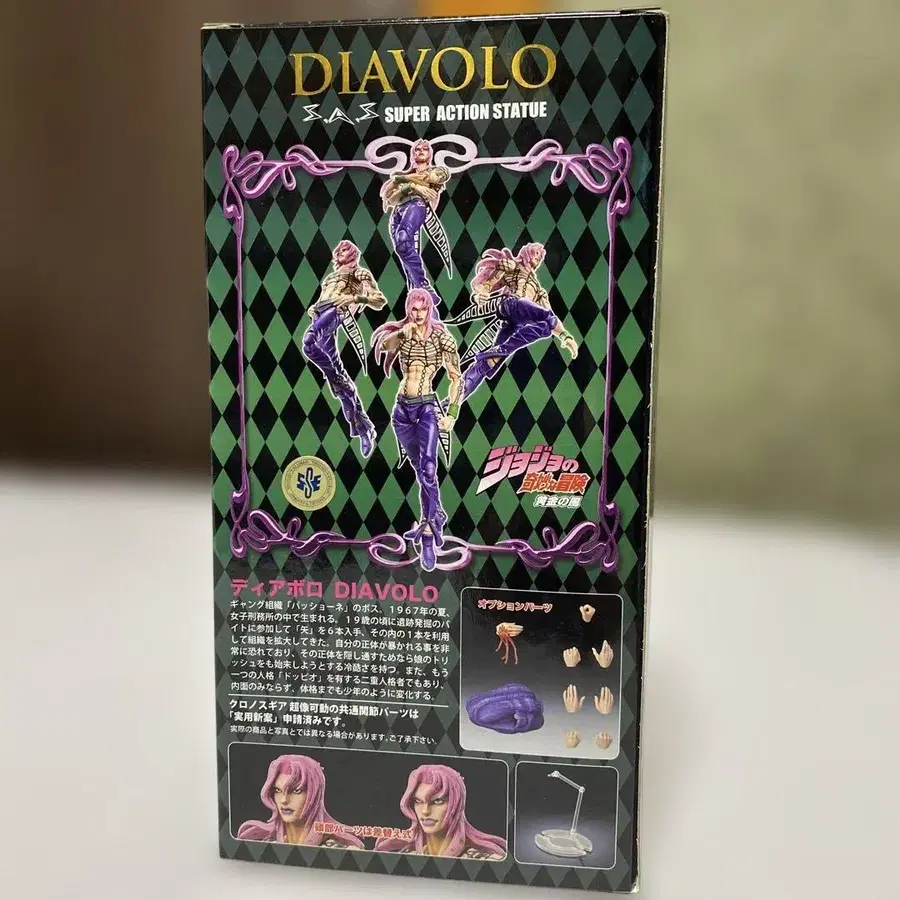 DIAVOLO
S.A.S SUPER ACTION STATUE
ジョジョの
奇妙な冒険
黄金の風
ディアボロ DIAVOLO
ギャング組織「パッショーネ」のボス、1967年の夏、
女子刑務所の中で生まれる。19歳の頃に遺跡発掘のバ
イトに参加して「矢」を6本入手、その内の1本を利用
して組織を拡大してきた。自分の正体が暴かれる事を非
常に恐れており、その正体を隠し通すためなら娘のトリ
ッシュをも始末しようとする冷酷さを持つ。また、もう
一つの人格「ドッピオ」を有する二重人格者でもあり、
内面のみならず、体格までも少年のように変化する。
クロノスギア 超像可動の共通関節パーツは
「実用新案」申請済みです。
実際の商品と写真とでは異なる場合があります、ご了承下さい。
オプションパーツ
頭部パーツは差替え式